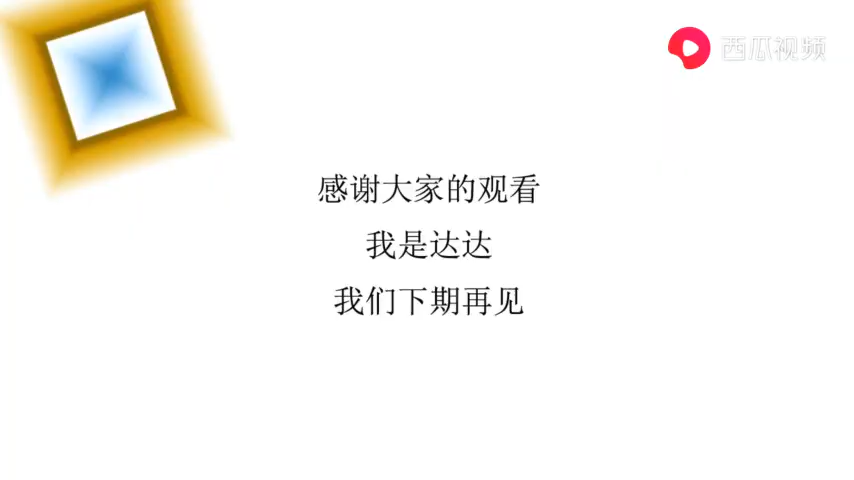 西瓜视频
感谢大家的观看
我是达达
我们下期再见